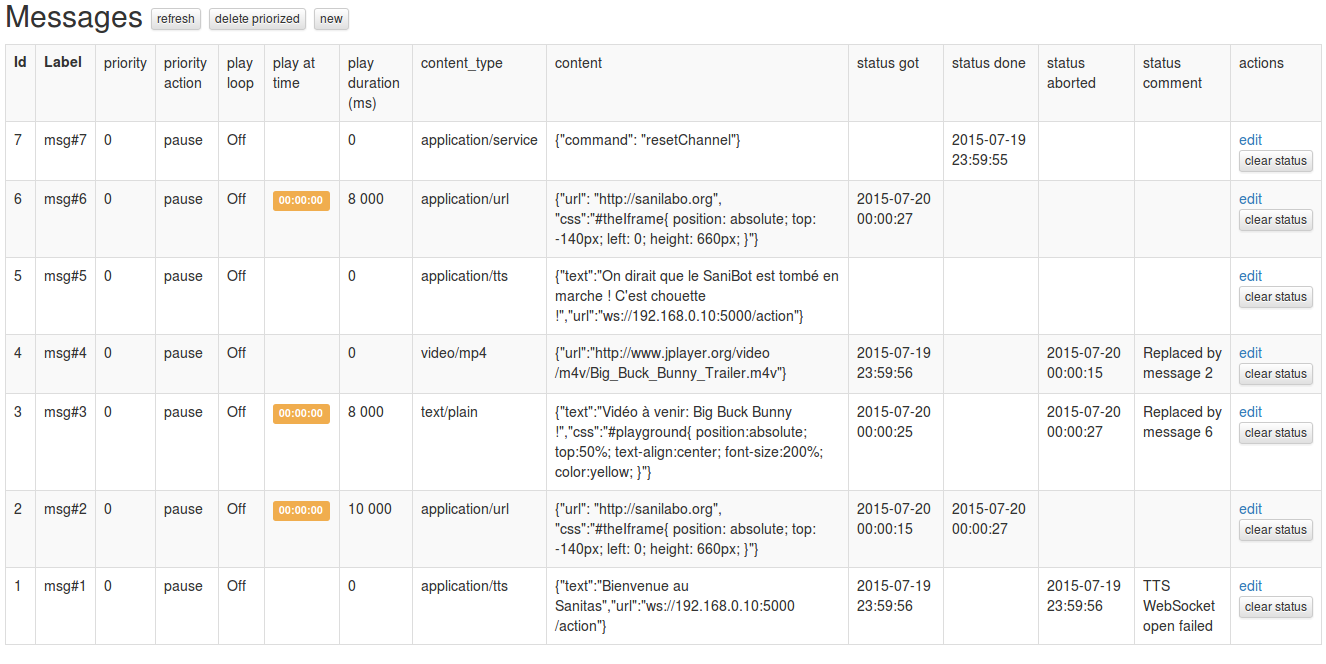 Messages refresh delete priorized new
Id Label priority priority action play loop play at time play duration (ms) content_type content status got status done status aborted status comment actions
7 msg#7 0 pause Off 0 application/service {"command": "resetChannel"} 2015-07-19 23:59:55 edit clear status
6 msg#6 0 pause Off 00:00:00 8 000 application/url {"url": "http://sanilabo.org", "css":"#theIframe{ position: absolute; top: -140px; left: 0; height: 660px; }"} 2015-07-20 00:00:27 edit clear status
5 msg#5 0 pause Off 0 application/tts {"text":"On dirait que le SaniBot est tombé en marche ! C'est chouette !","url":"ws://192.168.0.10:5000/action"} edit clear status
4 msg#4 0 pause Off 0 video/mp4 {"url":"http://www.jplayer.org/video /m4v/Big_Buck_Bunny_Trailer.m4v"} 2015-07-19 23:59:56 2015-07-20 00:00:15 Replaced by message 2 edit clear status
3 msg#3 0 pause Off 00:00:00 8 000 text/plain {"text":"Vidéo à venir: Big Buck Bunny !","css":"#playground{ position:absolute; top:50%; text-align:center; font-size:200%; color:yellow; }"} 2015-07-20 00:00:25 2015-07-20 00:00:27 Replaced by message 6 edit clear status
2 msg#2 0 pause Off 00:00:00 10 000 application/url {"url": "http://sanilabo.org", "css":"#theIframe{ position: absolute; top: -140px; left: 0; height: 660px; }"} 2015-07-20 00:00:15 2015-07-20 00:00:27 edit clear status
1 msg#1 0 pause Off 0 application/tts {"text":"Bienvenue au Sanitas","url":"ws://192.168.0.10:5000 /action"} 2015-07-19 23:59:56 2015-07-19 23:59:56 TTS WebSocket open failed edit clear status